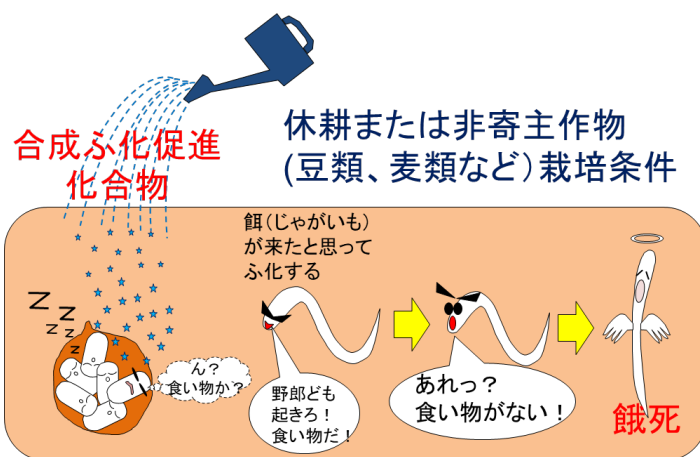 合成ふ化促進
化合物
休耕または非寄主作物
(豆類、麦類など)栽培条件
餌(じゃがいも)
が来たと思って
ふ化する
Z
Z
Z
Z
Z
ん?
食い物か?
野郎ども
起きろ!
食い物だ!
あれっ?
食い物がない!
餓死